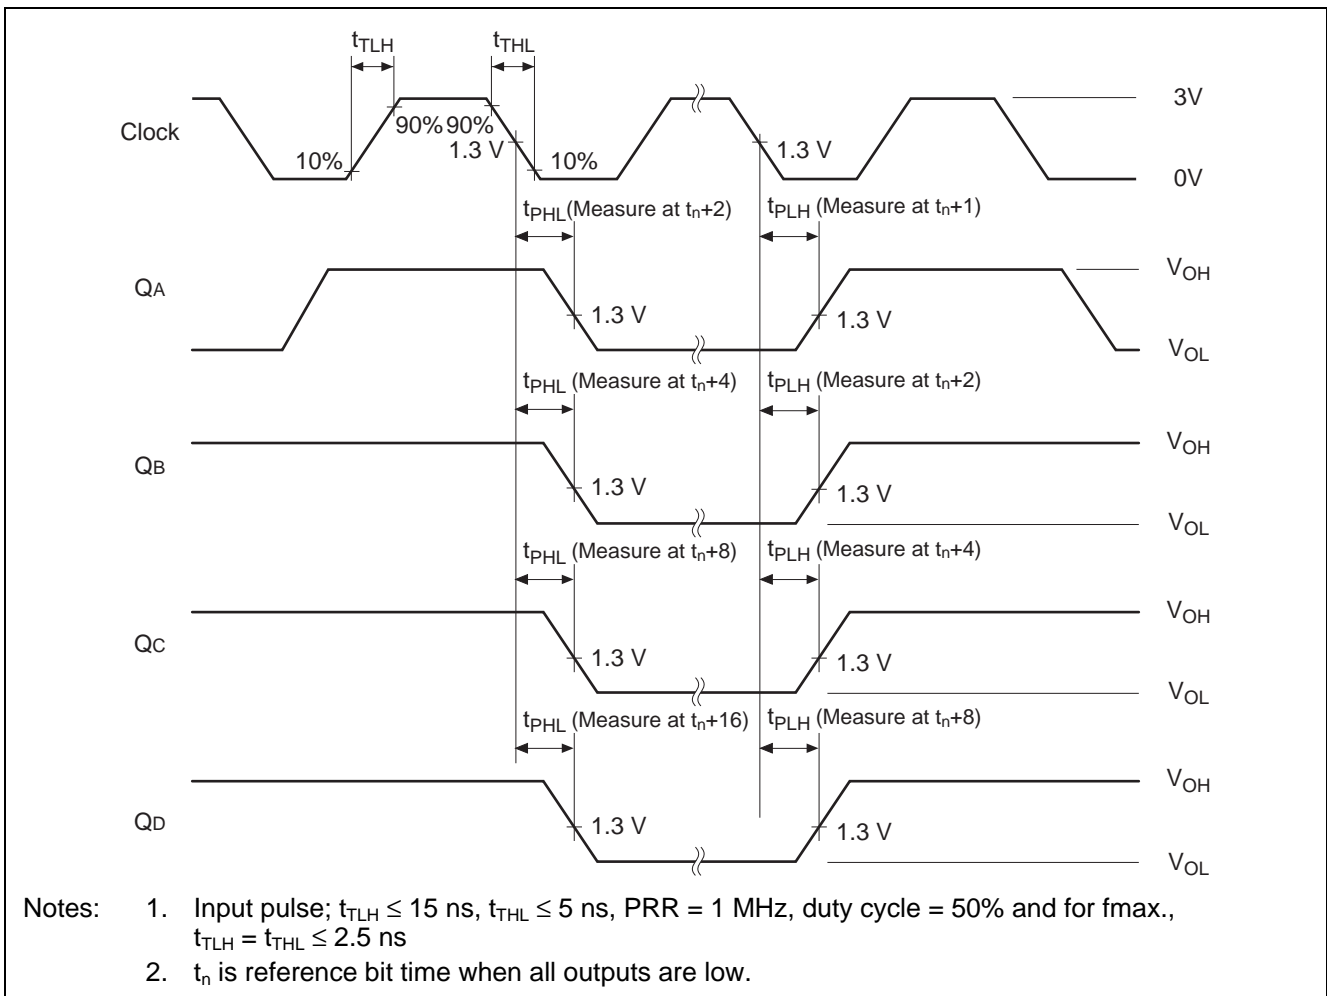 tTLH tTHL
3V
Clock
90% 90%
1.3 V
1.3 V
10%
10%
0V
tPHL(Measure at tn+2) tPLH (Measure at tn+1)
VOH
QA
1.3 V
1.3 V
VOL
tPHL (Measure at tn+4) tPLH (Measure at tn+2)
VOH
QB
1.3 V
1.3 V
VOL
tPHL (Measure at tn+8) tPLH (Measure at tn+4)
VOH
QC
1.3 V
1.3 V
VOL
tPHL (Measure at tn+16) tPLH (Measure at tn+8)
VOH
QD
1.3 V
1.3 V
VOL
Notes: 1. Input pulse; tTLH ≤ 15 ns, tTHL ≤ 5 ns, PRR = 1 MHz, duty cycle = 50% and for fmax.,
tTLH = tTHL ≤ 2.5 ns
2. tn is reference bit time when all outputs are low.